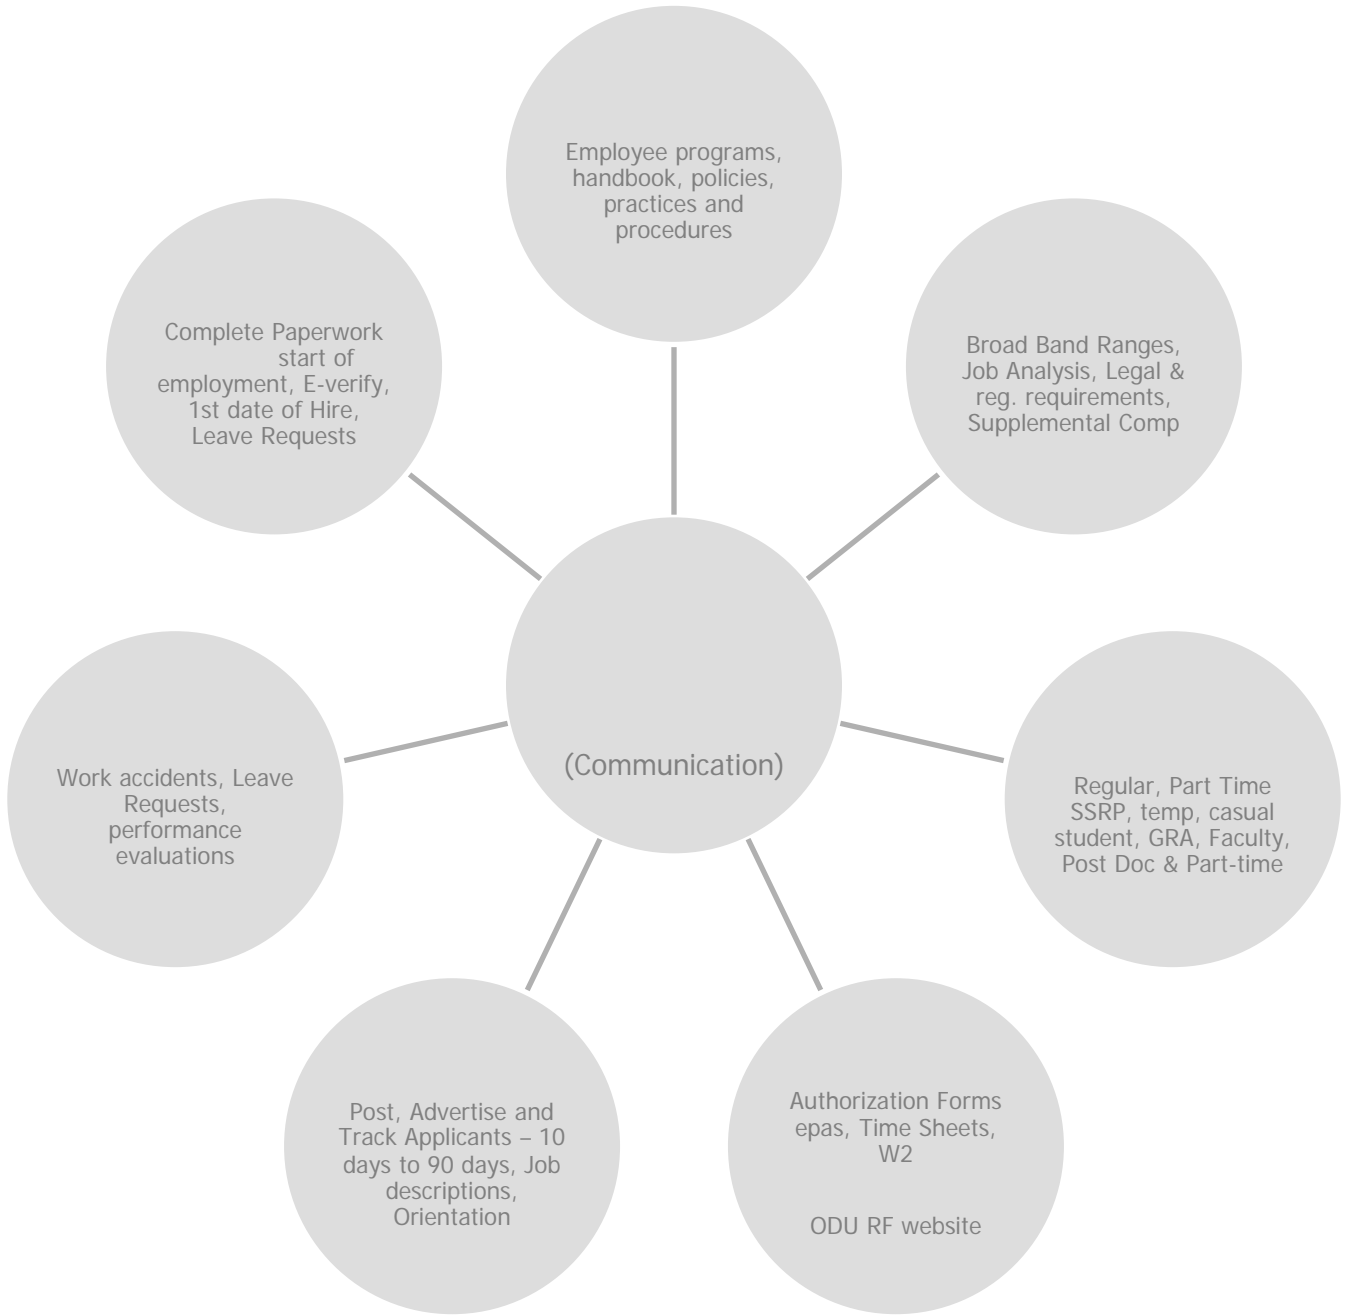 Employee programs,
handbook, policies,
practices and
procedures
Broad Band Ranges,
Job Analysis, Legal &
reg. requirements,
Supplemental Comp
Regular, Part Time
SSRP, temp, casual
student, GRA, Faculty,
Post Doc & Part-time
Authorization Forms
epas, Time Sheets,
W2
ODU RF website
Post, Advertise and
Track Applicants – 10
days to 90 days, Job
descriptions,
Orientation
Work accidents, Leave
Requests,
performance
evaluations
Complete Paperwork
start of
employment, E-verify,
1st date of Hire,
Leave Requests
(Communication)